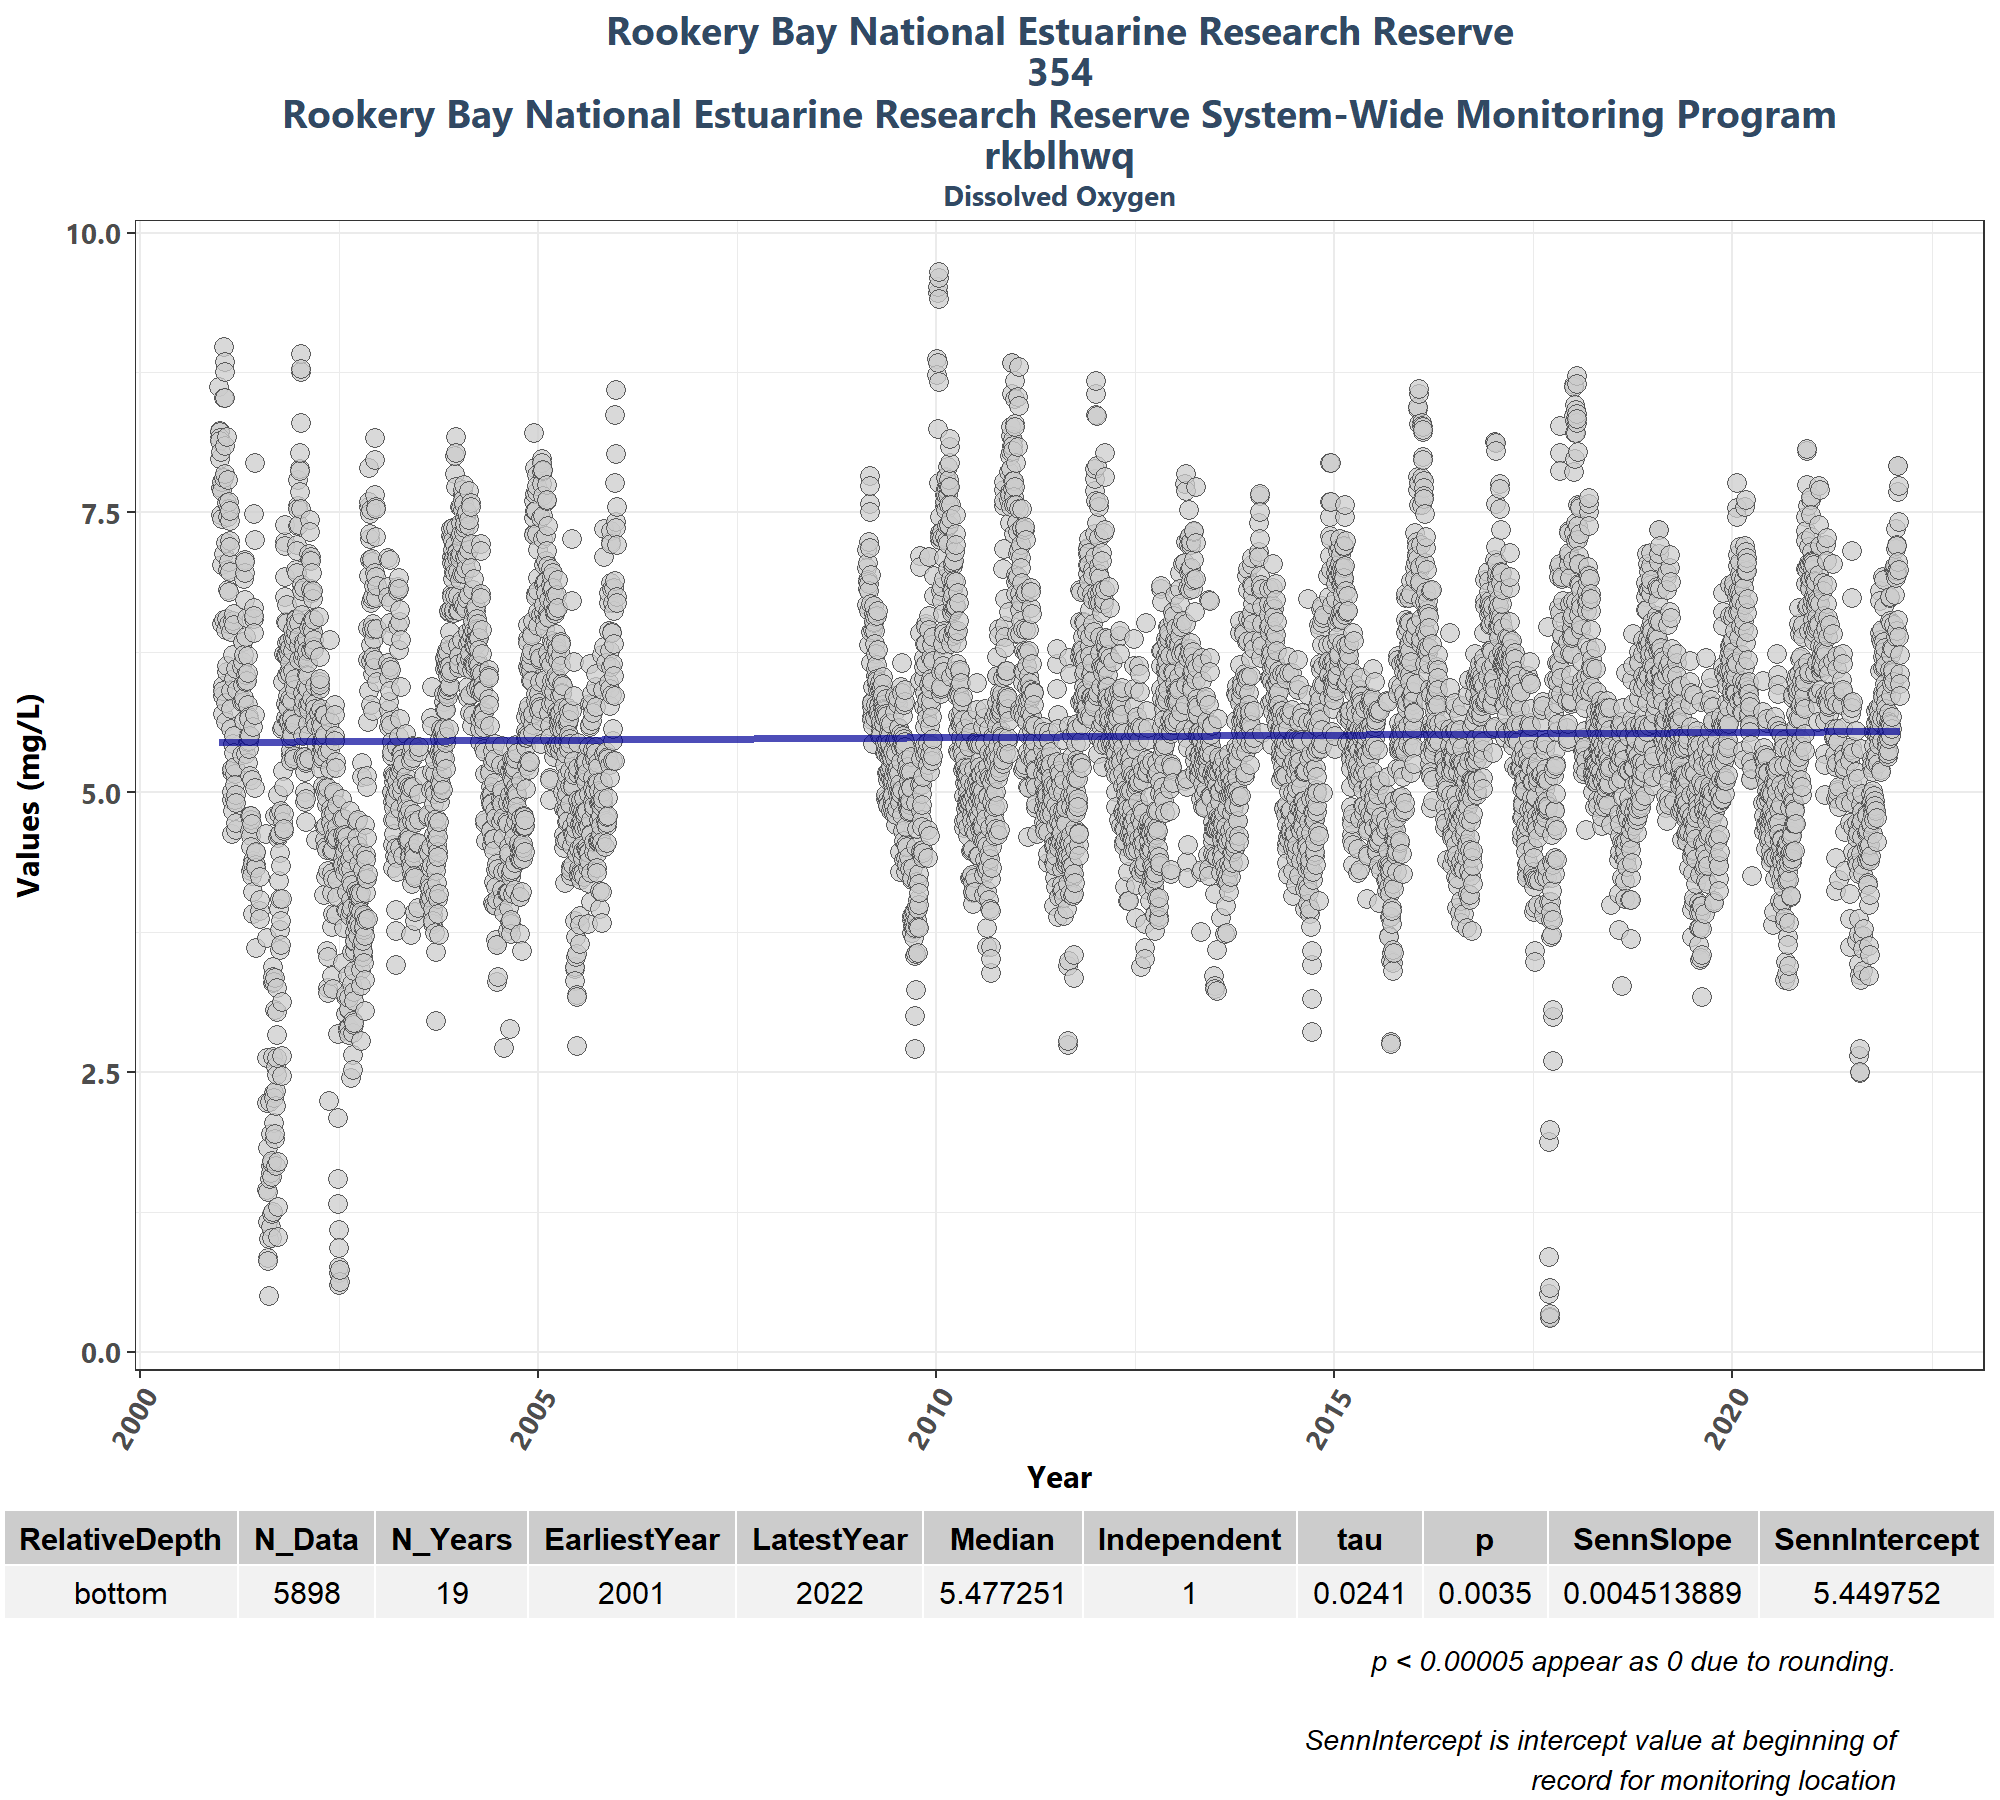 Rookery Bay National Estuarine Research Reserve
354
Rookery Bay National Estuarine Research Reserve System-Wide Monitoring Program
rkblhwq
Dissolved Oxygen
10.0
7.5
5.0
2.5
0.0
Values (mg/L)
2000 2005 2010 2015 2020
Year
RelativeDepth N_Data N_Years EarliestYear LatestYear Median Independent tau p SennSlope SennIntercept
bottom 5898 19 2001 2022 5.477251 1 0.0241 0.0035 0.004513889 5.449752
p < 0.00005 appear as 0 due to rounding.
SennIntercept is intercept value at beginning of
record for monitoring location